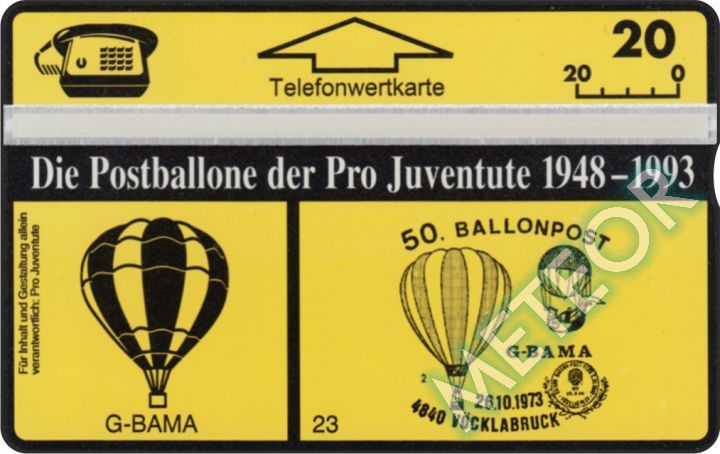 20
Telefonwertkarte
20 0
Die Postballone der Pro Juventute 1948–1993
Für Inhalt und Gestaltung allein
verantwortlich: Pro Juventute
G-BAMA
50. BALLONPOST
G-BAMA
2
26.10.1973
4840 VÖCKLABRUCK
23
METEOR